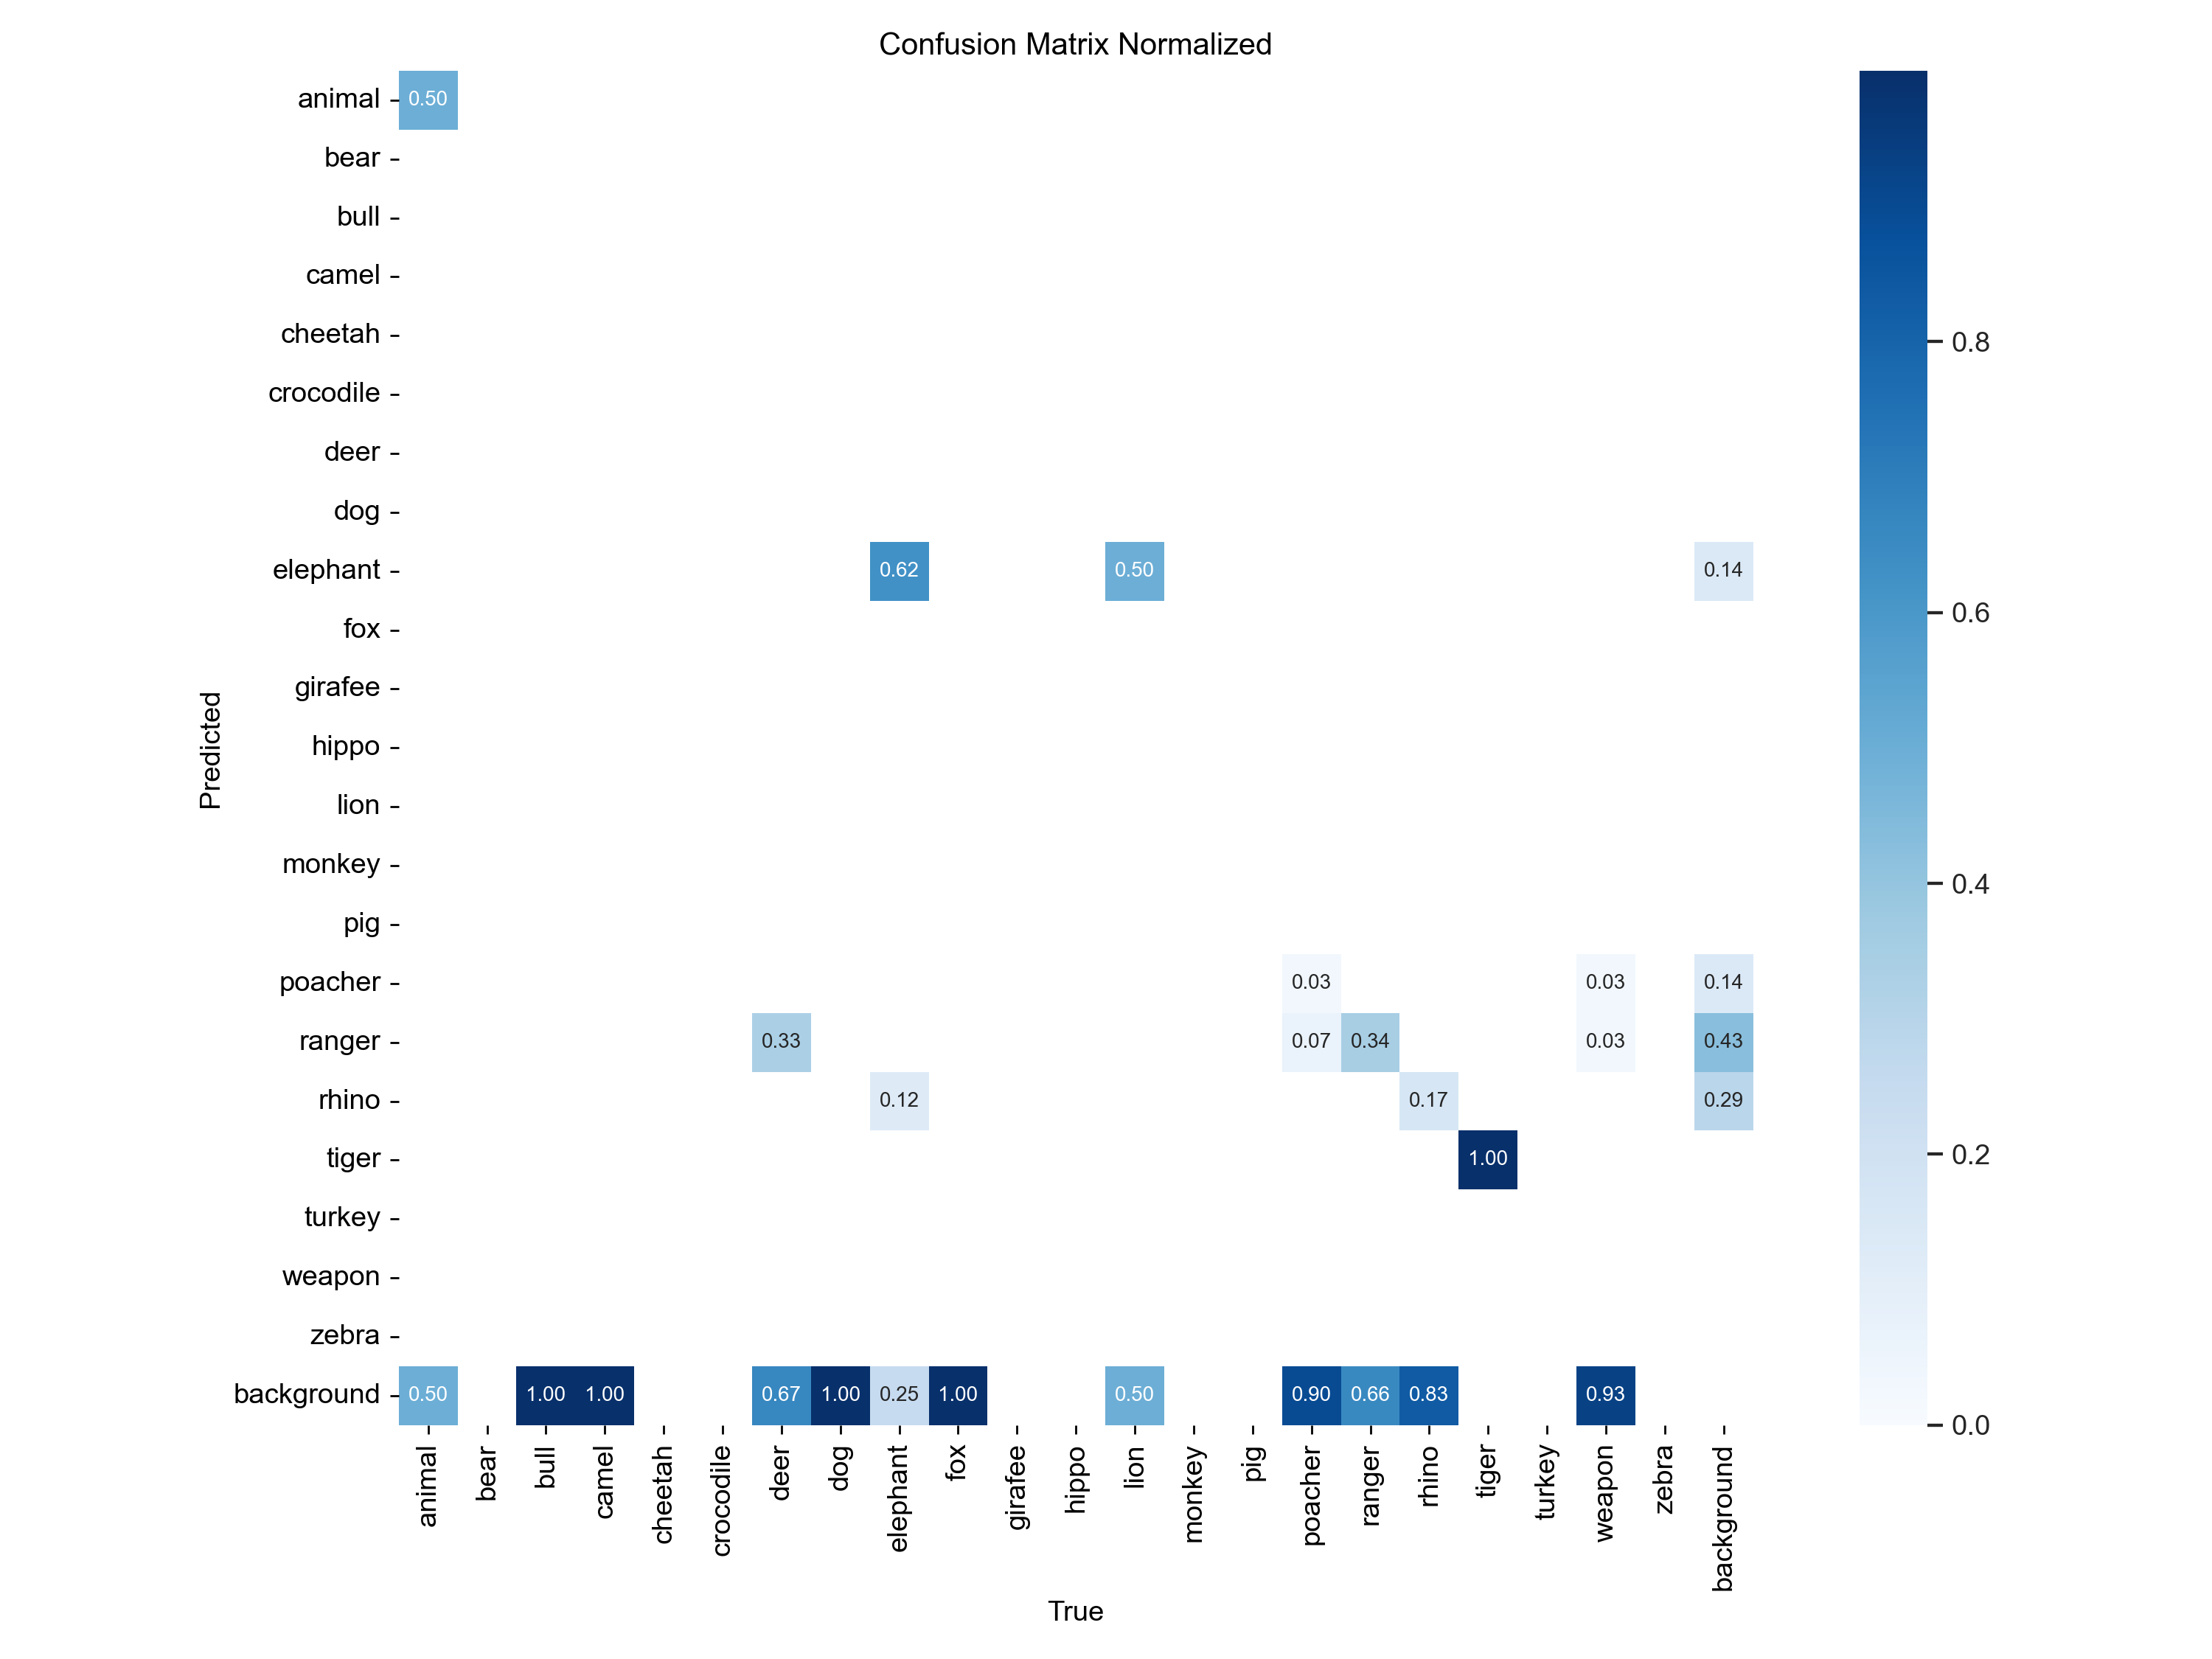 Confusion Matrix Normalized
animal 0.50
bear
bull
camel
cheetah
crocodile
deer
dog
elephant 0.62 0.50 0.14
fox
girafee
hippo
lion
monkey
pig
poacher 0.03 0.03 0.14
ranger 0.33 0.07 0.34 0.03 0.43
rhino 0.12 0.17 0.29
tiger 1.00
turkey
weapon
zebra
background 0.50 1.00 1.00 0.67 1.00 0.25 1.00 0.50 0.90 0.66 0.83 0.93
Predicted
animal bear bull camel cheetah crocodile deer dog elephant fox girafee hippo lion monkey pig poacher ranger rhino tiger turkey weapon zebra background
True
0.8
0.6
0.4
0.2
0.0